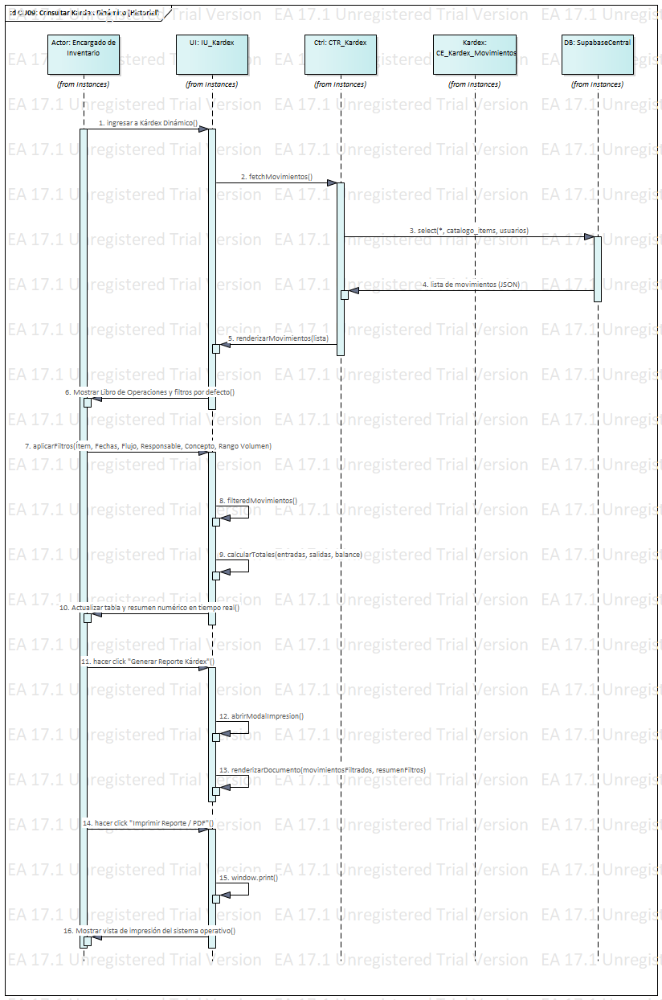 sd CU09: Consultar Kardex Dinámico (Historial)
Actor: Encargado de
Inventario
UI: IU_Kardex
Ctrl: CTR_Kardex
Kardex:
CE_Kardex_Movimientos
DB: SupabaseCentral
(from Instances)
(from Instances)
(from Instances)
(from Instances)
(from Instances)
1. ingresar a Kárdex Dinámico()
2. fetchMovimientos()
3. select(*, catalogo_items, usuarios)
4. lista de movimientos (JSON)
5. renderizarMovimientos(lista)
6. Mostrar Libro de Operaciones y filtros por defecto()
7. aplicarFiltros(Ítem, Fechas, Flujo, Responsable, Concepto, Rango Volumen)
8. filteredMovimientos()
9. calcularTotales(entradas, salidas, balance)
10. Actualizar tabla y resumen numérico en tiempo real()
11. hacer click "Generar Reporte Kárdex"()
12. abrirModalImpresion()
13. renderizarDocumento(movimientosFiltrados, resumenFiltros)
14. hacer click "Imprimir Reporte / PDF"()
15. window.print()
16. Mostrar vista de impresión del sistema operativo()
EA 17.1 Unregistered Trial Version